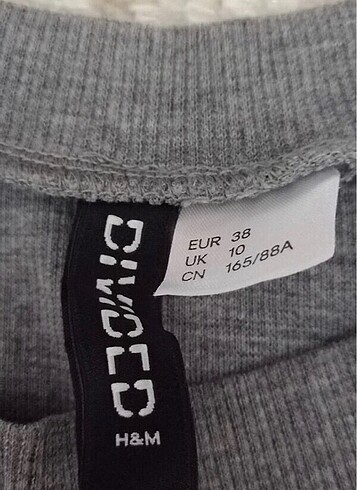 EUR 38
UK 10
CN 165/88A
DIVIDED
H&M